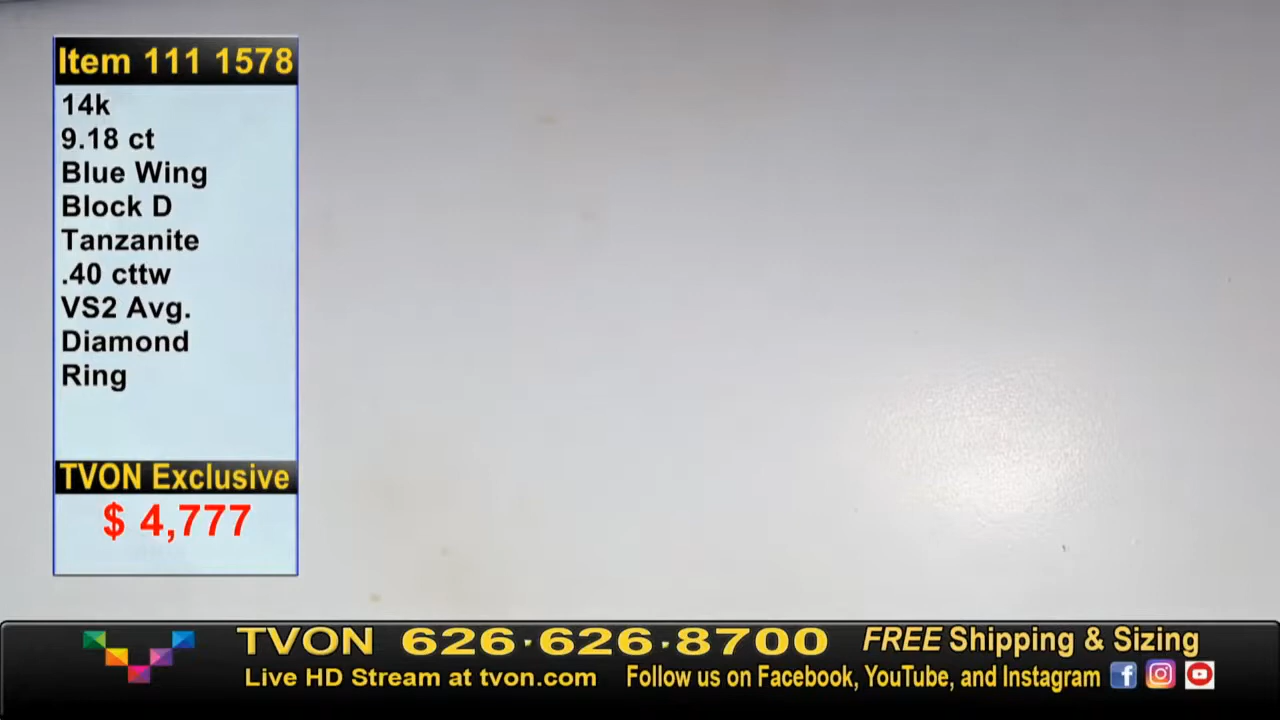 Item 111 1578
14k
9.18 ct
Blue Wing
Block D
Tanzanite
.40 cttw
VS2 Avg.
Diamond
Ring
TVON Exclusive
$ 4,777
TVON 626·626·8700 FREE Shipping & Sizing
Live HD Stream at tvon.com Follow us on Facebook, YouTube, and Instagram